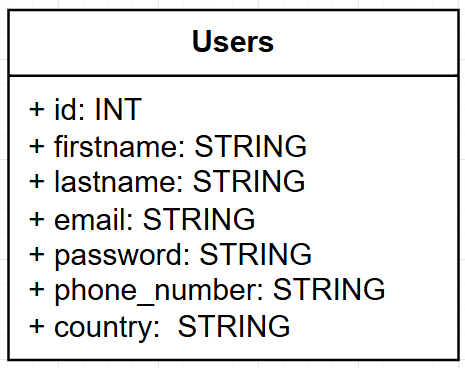 Users
+ id: INT
+ firstname: STRING
+ lastname: STRING
+ email: STRING
+ password: STRING
+ phone_number: STRING
+ country:  STRING